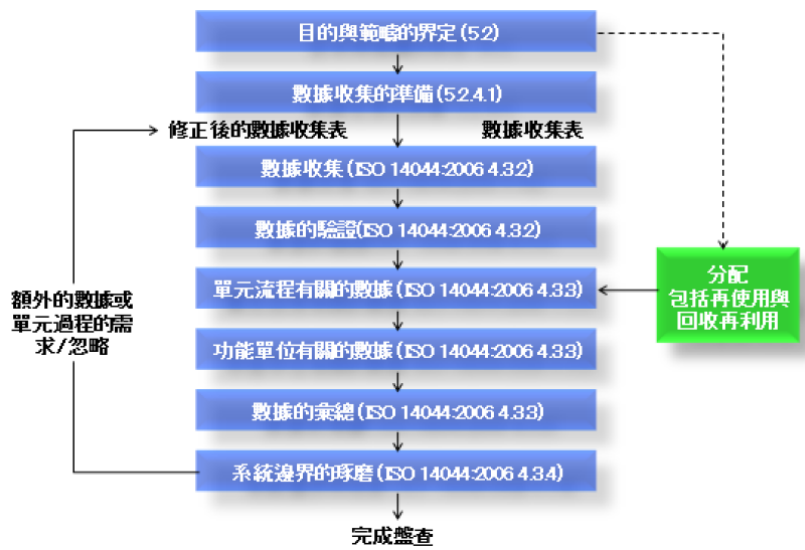 目的與範疇的界定(5.2)
數據收集的準備(5.2.4.1)
修正後的數據收集表
數據收集表
數據收集(ISO 14044:2006 4.3.2)
數據的驗證(ISO 14044:2006 4.3.2)
單元流程有關的數據(ISO 14044:2006 4.3.3)
功能單位有關的數據(ISO 14044:2006 4.3.3)
數據的彙總(ISO 14044:2006 4.3.3)
系統邊界的琢磨(ISO 14044:2006 4.3.4)
完成盤查
額外的數據或
單元過程的需
求/忽略
分配
包括再使用與
回收再利用